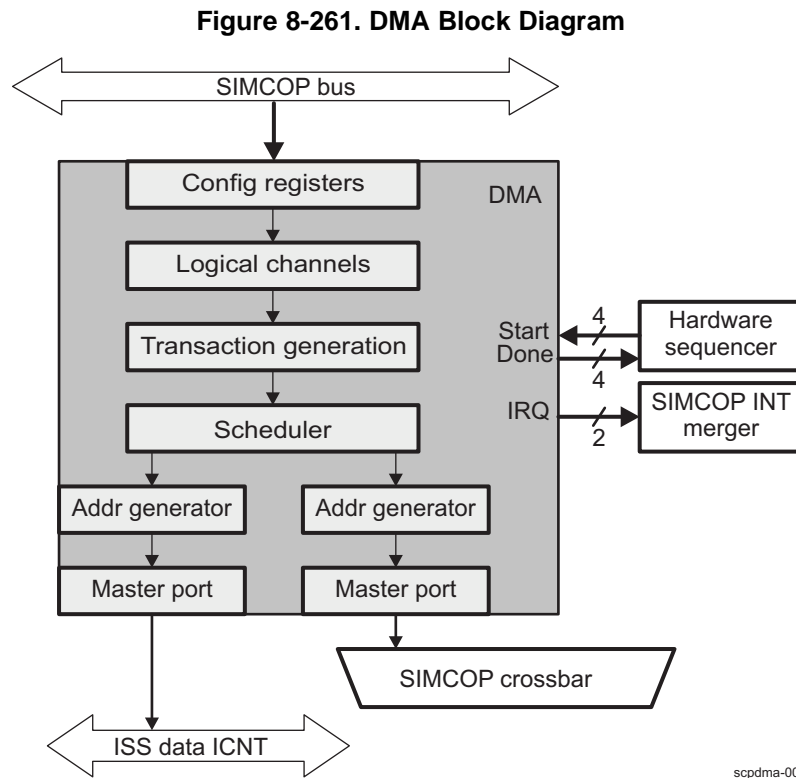 Figure 8-261. DMA Block Diagram
SIMCOP bus
Config registers
DMA
Logical channels
Transaction generation
Scheduler
Start
Done
4
4
Hardware
sequencer
IRQ
2
SIMCOP INT
merger
Addr generator
Addr generator
Master port
Master port
SIMCOP crossbar
ISS data ICNT
scpdma-00